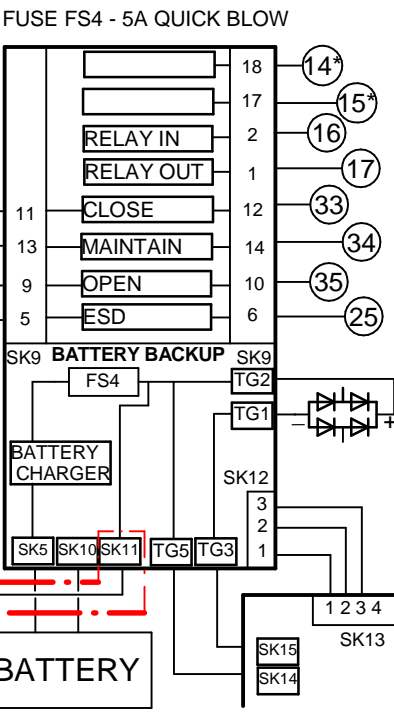 FUSE FS4 - 5A QUICK BLOW
18 14*
17 15*
RELAY IN 2 16
RELAY OUT 1 17
11 CLOSE 12 33
13 MAINTAIN 14 34
9 OPEN 10 35
5 ESD 6 25
SK9 BATTERY BACKUP SK9
FS4 TG2
TG1
− +
BATTERY
CHARGER
SK12
3
2
1
SK5 SK10 SK11 TG5 TG3
1 2 3 4
SK13
SK15
SK14
BATTERY